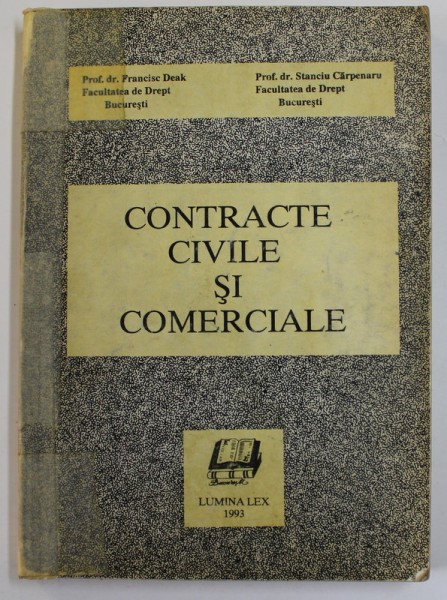 Prof. dr. Francisc Deak
Facultatea de Drept
București
Prof. dr. Stanciu Cărpenaru
Facultatea de Drept
București
CONTRACTE
CIVILE
ȘI
COMERCIALE
LUMINA LEX
1993